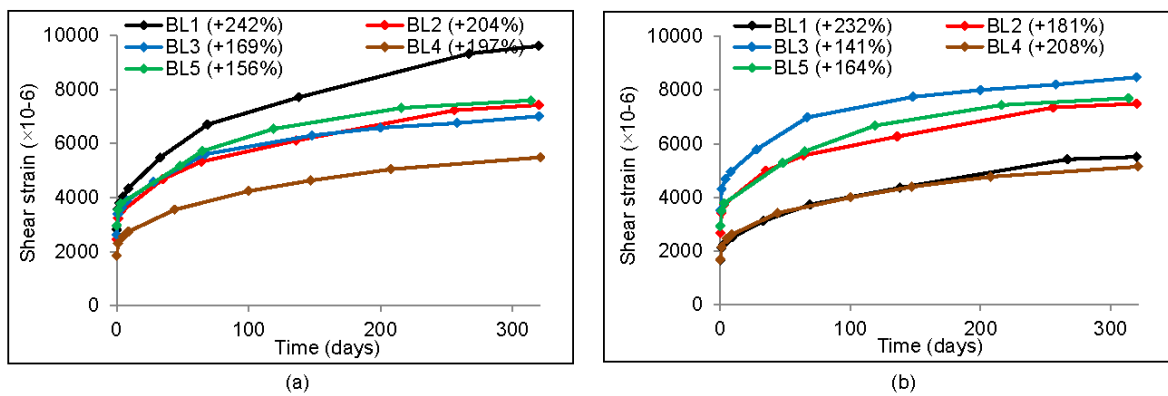 BL1 (+242%) BL2 (+204%)
BL3 (+169%) BL4 (+197%)
BL5 (+156%)
10000
8000
6000
4000
2000
0
Shear strain (×10-6)
0 100 200 300
Time (days)
(a)
BL1 (+232%) BL2 (+181%)
BL3 (+141%) BL4 (+208%)
BL5 (+164%)
10000
8000
6000
4000
2000
0
Shear strain (×10-6)
0 100 200 300
Time (days)
(b)